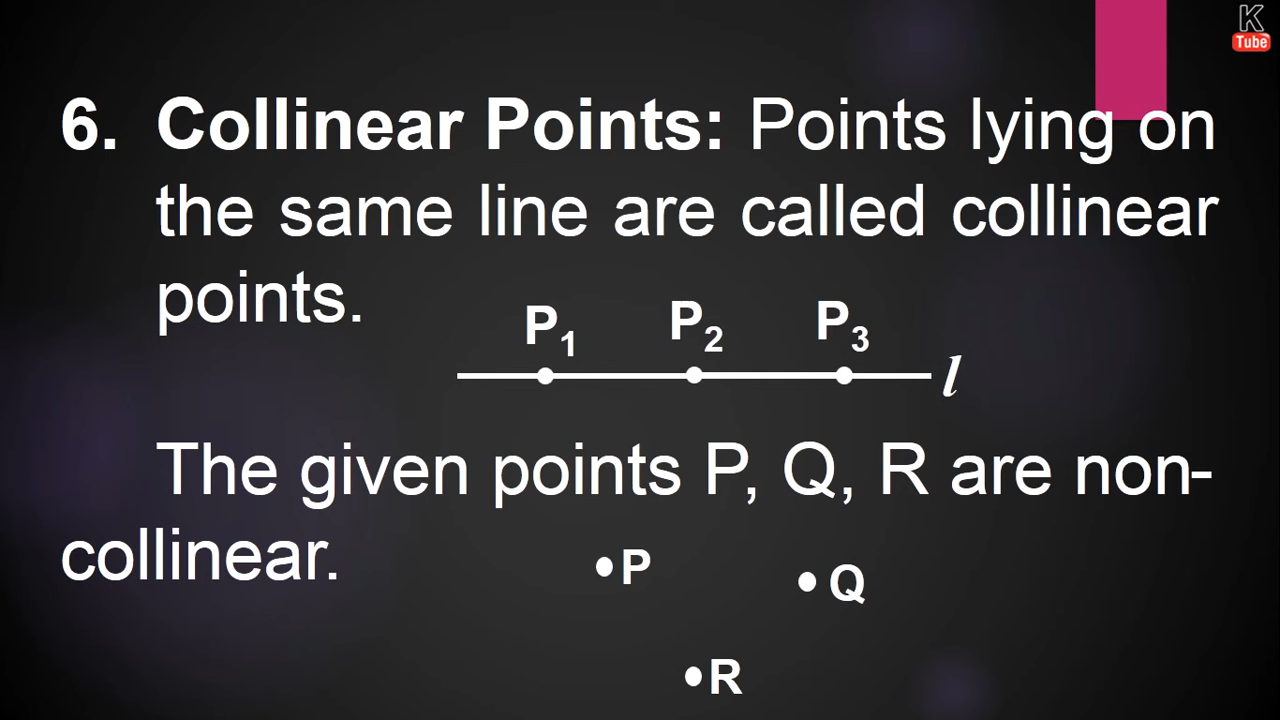 K
Tube
6. Collinear Points: Points lying on
the same line are called collinear
points.
P₁ P₂ P₃
l
The given points P, Q, R are non-
collinear.
P
Q
R